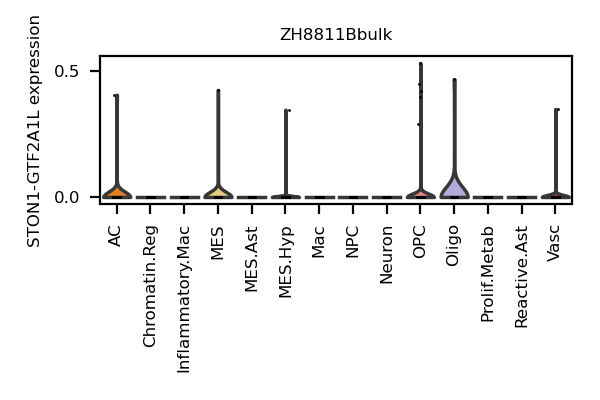 ZH8811Bbulk
STON1-GTF2A1L expression
0.5
0.0
AC
Chromatin.Reg
Inflammatory.Mac
MES
MES.Ast
MES.Hyp
Mac
NPC
Neuron
OPC
Oligo
Prolif.Metab
Reactive.Ast
Vasc